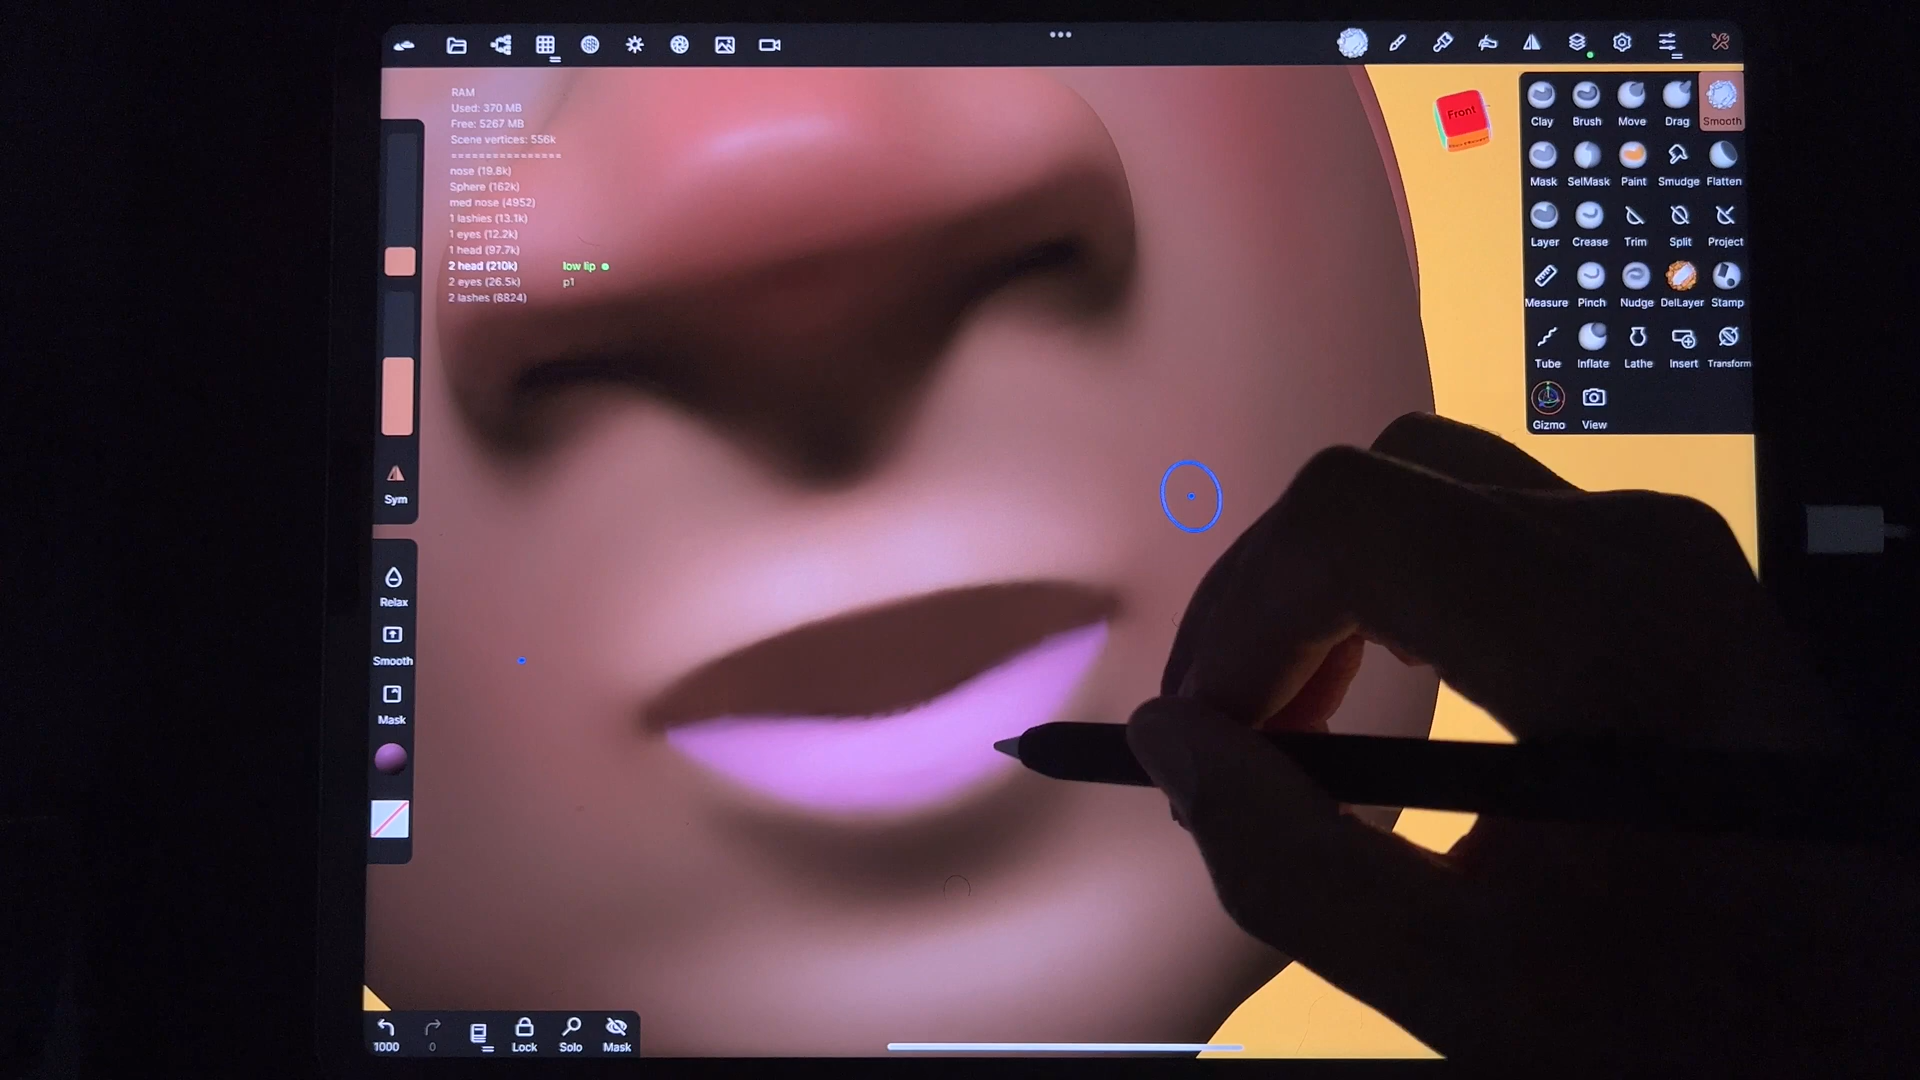 RAM
Used: 370 MB
Free: 5267 MB
Scene vertices: 556k
================
nose (19.8k)
Sphere (162k)
med nose (4952)
1 lashies (13.1k)
1 eyes (12.2k)
1 head (97.7k)
2 head (210k) low lip
2 eyes (26.5k) p1
2 lashes (8824)
Front
Clay Brush Move Drag Smooth
Mask SelMask Paint Smudge Flatten
Layer Crease Trim Split Project
Measure Pinch Nudge DelLayer Stamp
Tube Inflate Lathe Insert Transform
Gizmo View
Sym
Relax
Smooth
Mask
1000 0 Lock Solo Mask